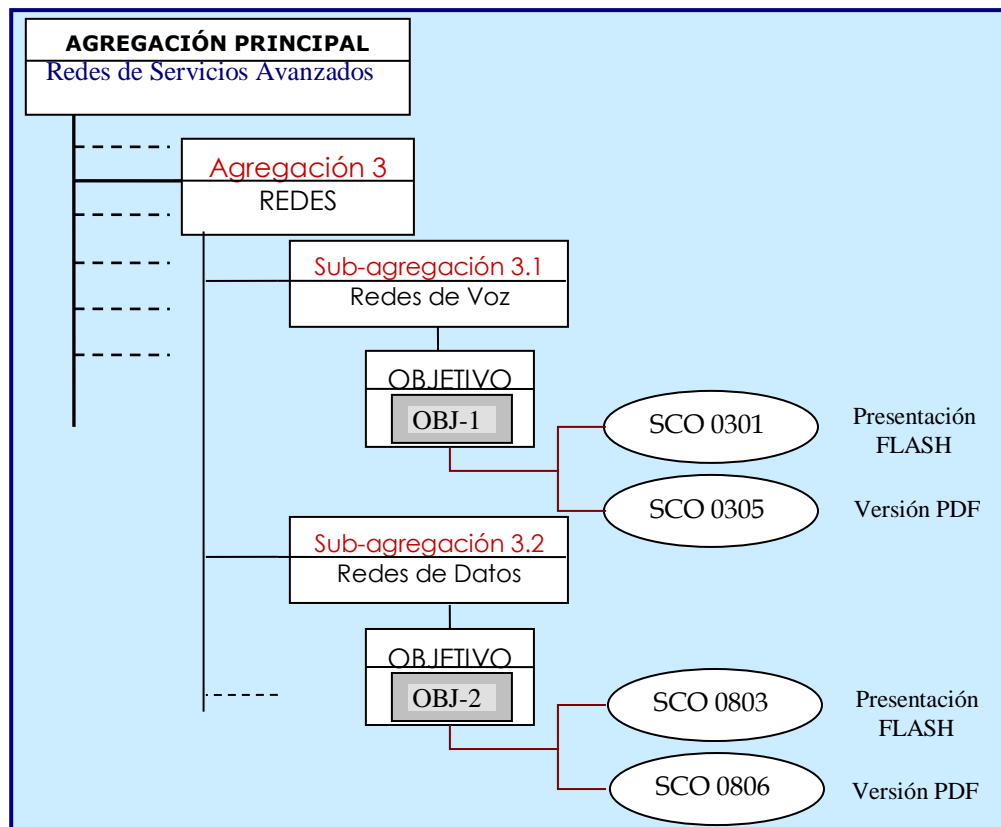 AGREGACIÓN PRINCIPAL
Redes de Servicios Avanzados
Agregación 3
REDES
Sub-agregación 3.1
Redes de Voz
OBJETIVO
OBJ-1
SCO 0301
Presentación
FLASH
SCO 0305
Versión PDF
Sub-agregación 3.2
Redes de Datos
OBJETIVO
OBJ-2
SCO 0803
Presentación
FLASH
SCO 0806
Versión PDF